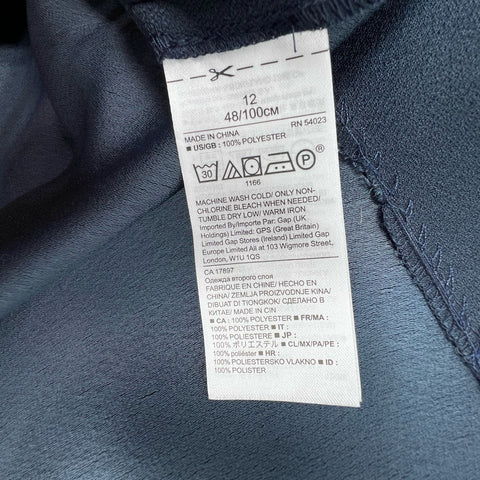 12
48/100CM
MADE IN CHINA RN 54023
■ US/GB : 100% POLYESTER
30 P
1166
MACHINE WASH COLD/ ONLY NON-
CHLORINE BLEACH WHEN NEEDED/
TUMBLE DRY LOW/ WARM IRON
Imported by/Importe Par: Gap (UK
Holdings) Limited: GPS (Great Britain)
Limited Gap Stores (Ireland) Limited Gap
Europe Limited All at 103 Wigmore Street,
London, W1U 1QS
CA 17897
Одежда второго слоя
FABRIQUE EN CHINE/ HECHO EN
CHINA/ ZEMLJA PROIZVODNJE KINA/
DIBUAT DI TIONGKOK/ СДЕЛАНО В
КИТАЕ/ MADE IN CIN
■ CA : 100% POLYESTER ■ FR/MA :
100% POLYESTER ■ IT :
100% POLIESTERE ■ JP :
100% ポリエステル ■ CL/MX/PA/PE :
100% poliéster ■ HR :
100% POLIESTERSKO VLAKNO ■ ID :
100% POLISTER